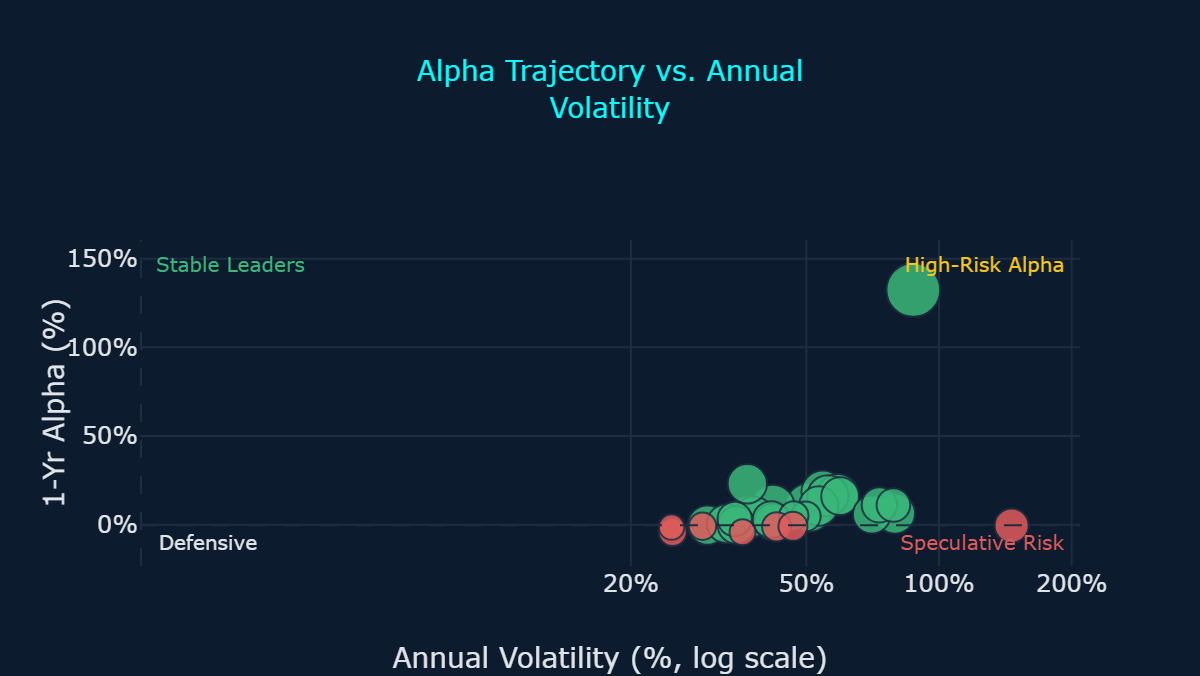 Alpha Trajectory vs. Annual
Volatility
150%
Stable Leaders
High-Risk Alpha
100%
50%
0%
1-Yr Alpha (%)
Defensive
Speculative Risk
20%
50%
100%
200%
Annual Volatility (%, log scale)